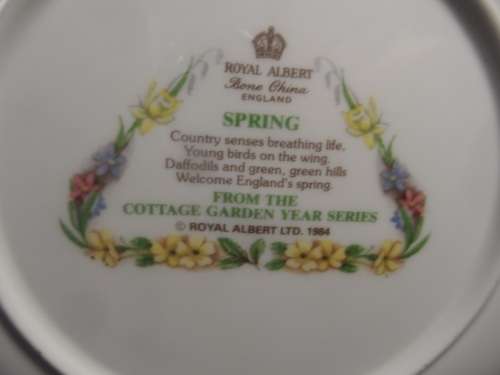 ROYAL ALBERT
Bone China
ENGLAND
SPRING
Country senses breathing life,
Young birds on the wing.
Daffodils and green, green hills
Welcome England's spring.
FROM THE
COTTAGE GARDEN YEAR SERIES
© ROYAL ALBERT LTD. 1984